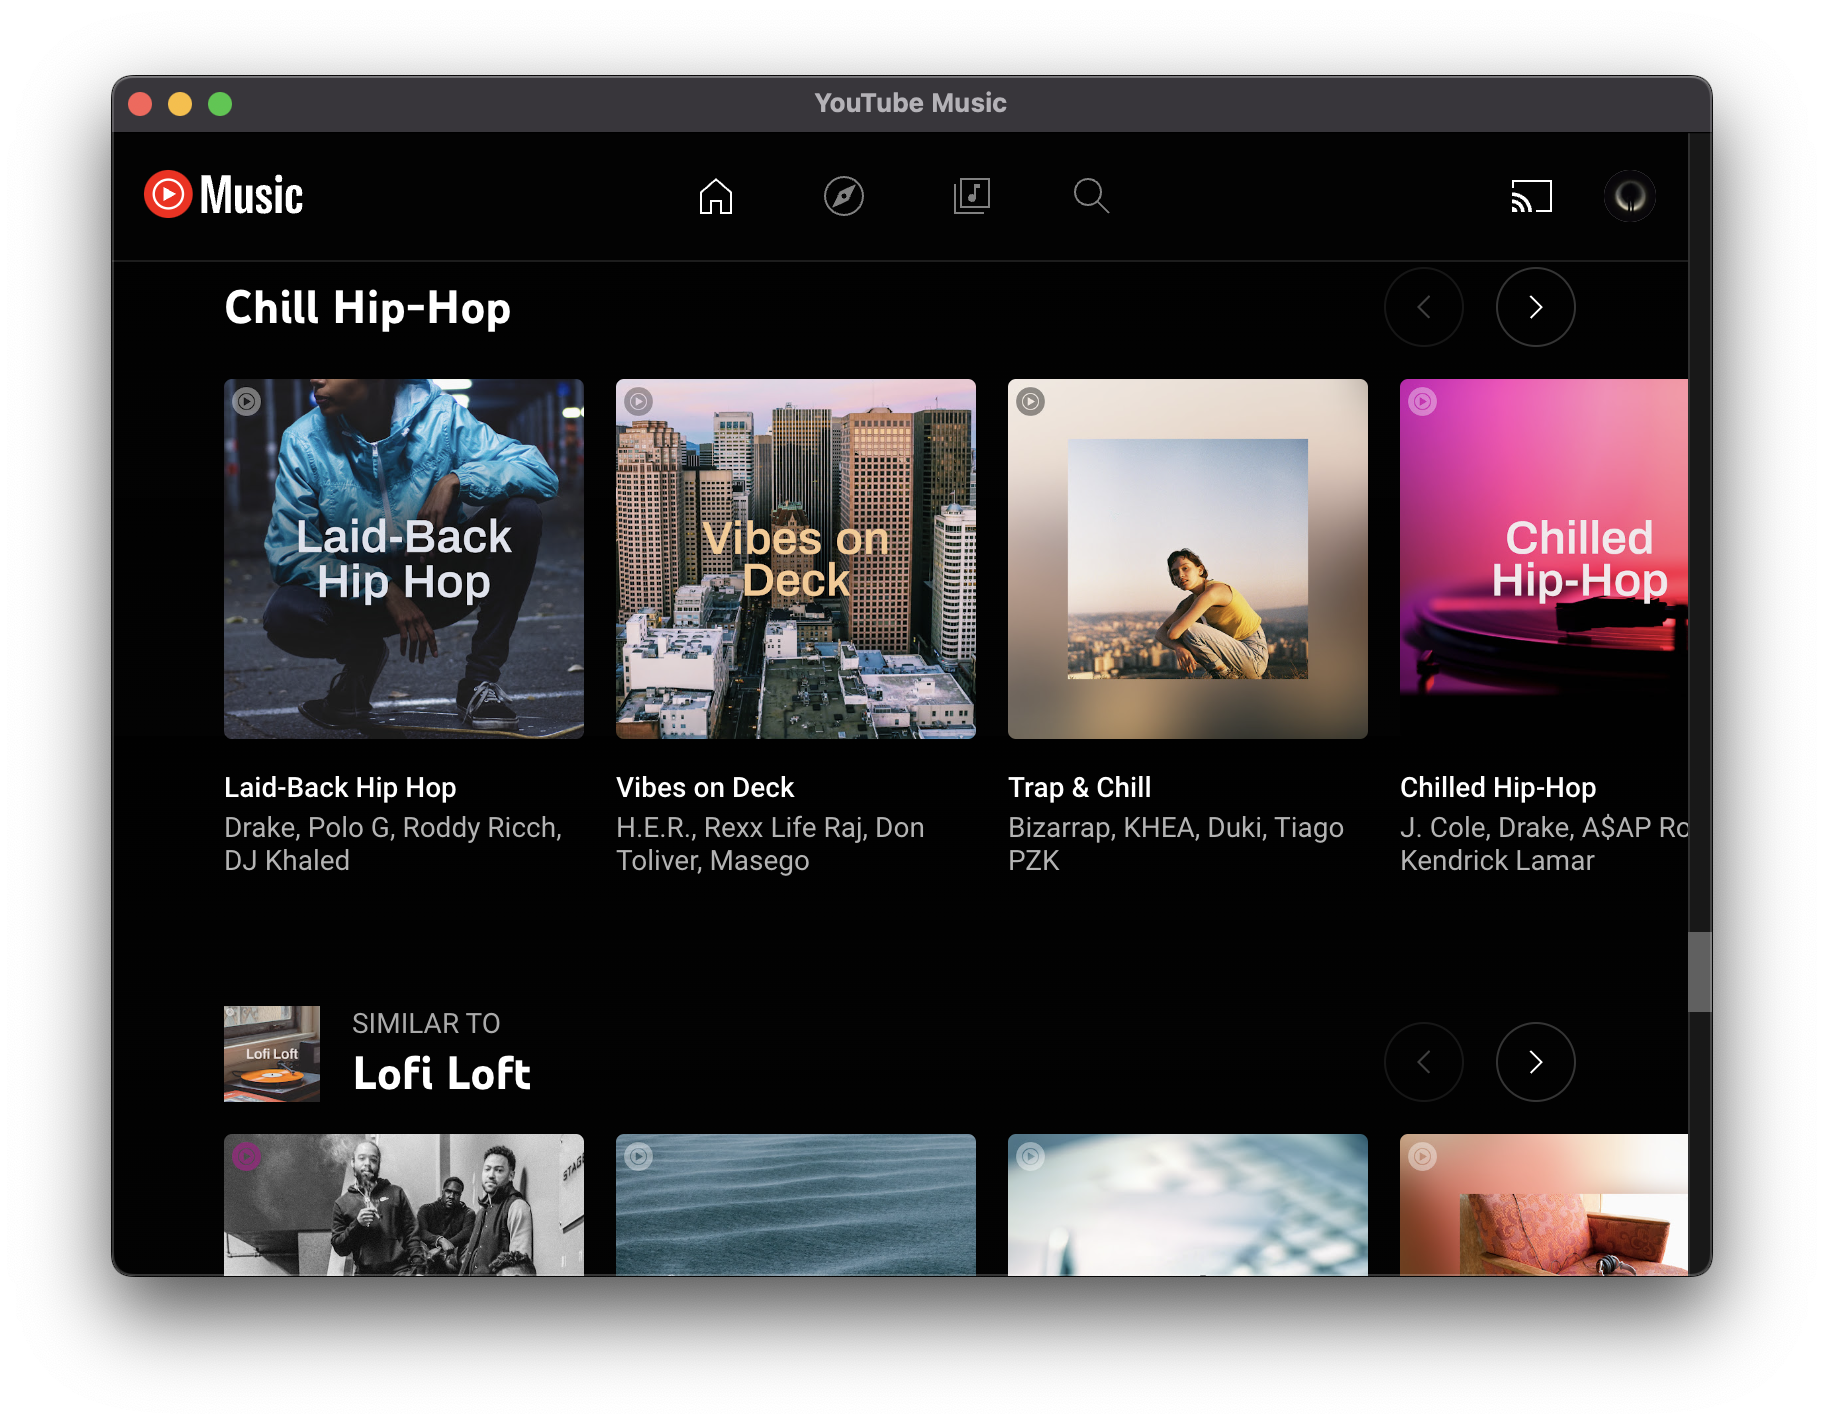 YouTube Music
Music
Chill Hip-Hop
Laid-Back
Hip Hop
Vibes on
Deck
Chilled
Hip-Hop
Laid-Back Hip Hop
Drake, Polo G, Roddy Ricch,
DJ Khaled
Vibes on Deck
H.E.R., Rexx Life Raj, Don
Toliver, Masego
Trap & Chill
Bizarrap, KHEA, Duki, Tiago
PZK
Chilled Hip-Hop
J. Cole, Drake, A$AP Ro
Kendrick Lamar
Lofi Loft
SIMILAR TO
Lofi Loft
STAG